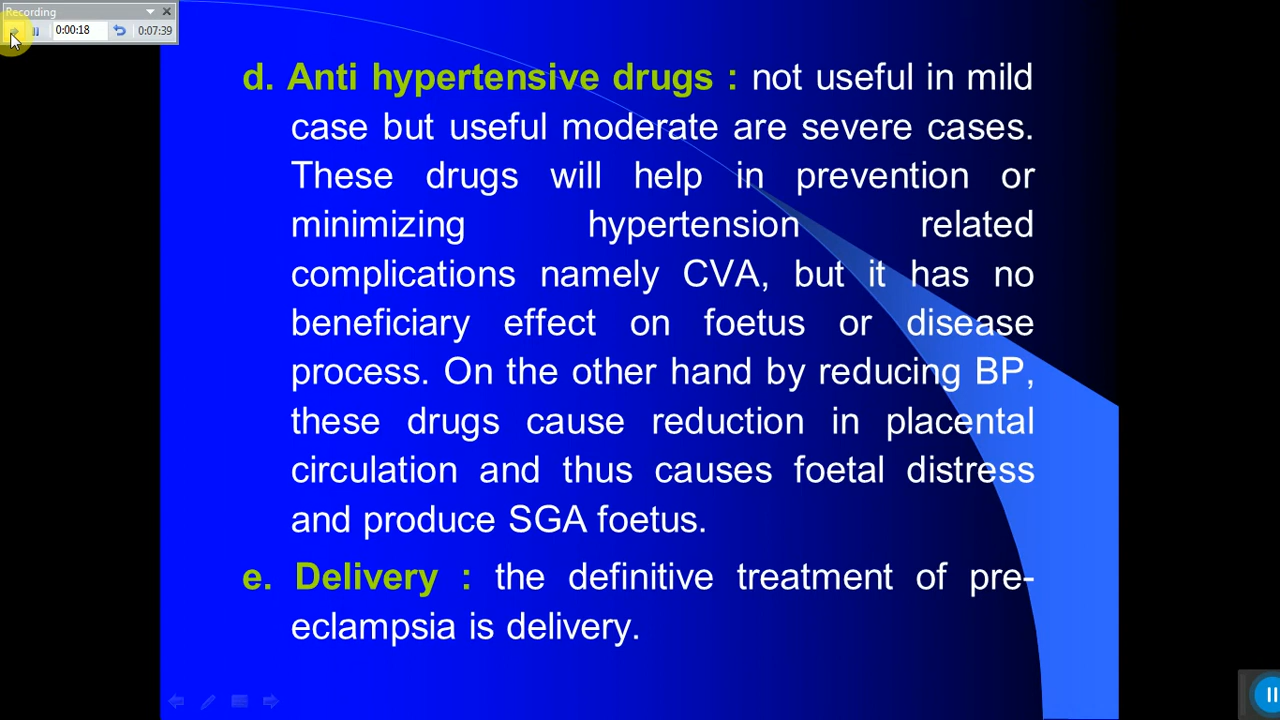 Recording
0:00:18 0:07:39
d. Anti hypertensive drugs : not useful in mild
case but useful moderate are severe cases.
These drugs will help in prevention or
minimizing hypertension related
complications namely CVA, but it has no
beneficiary effect on foetus or disease
process. On the other hand by reducing BP,
these drugs cause reduction in placental
circulation and thus causes foetal distress
and produce SGA foetus.
e. Delivery : the definitive treatment of pre-
eclampsia is delivery.